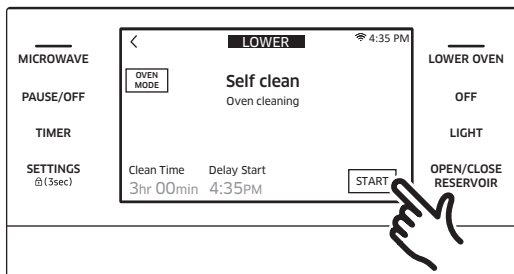 MICROWAVE
PAUSE/OFF
TIMER
SETTINGS
(3sec)
LOWER
4:35 PM
OVEN
MODE
Self clean
Oven cleaning
Clean Time Delay Start
3hr 00min 4:35PM
START
LOWER OVEN
OFF
LIGHT
OPEN/CLOSE
RESERVOIR